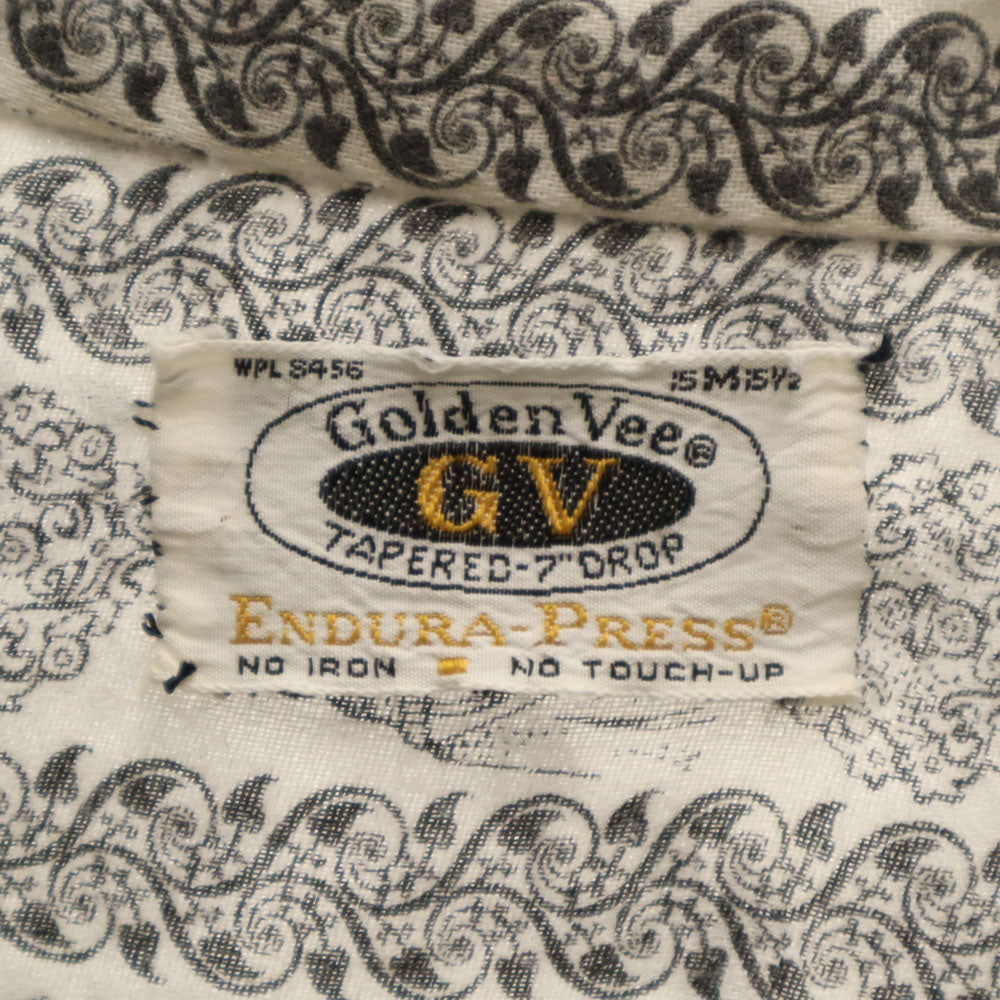 WPL 8456
15 M 15½
Golden Vee®
GV
TAPERED-7" DROP
ENDURA-PRESS®
NO IRON NO TOUCH-UP